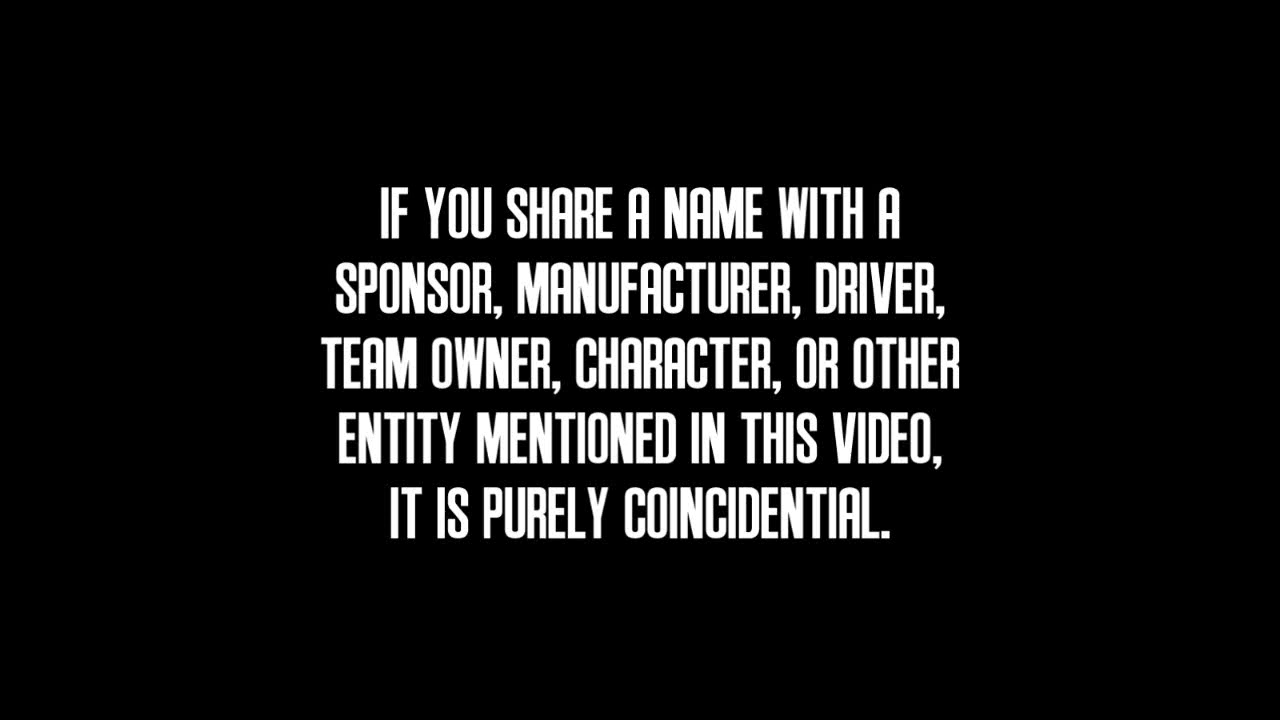 IF YOU SHARE A NAME WITH A
SPONSOR, MANUFACTURER, DRIVER,
TEAM OWNER, CHARACTER, OR OTHER
ENTITY MENTIONED IN THIS VIDEO,
IT IS PURELY COINCIDENTIAL.